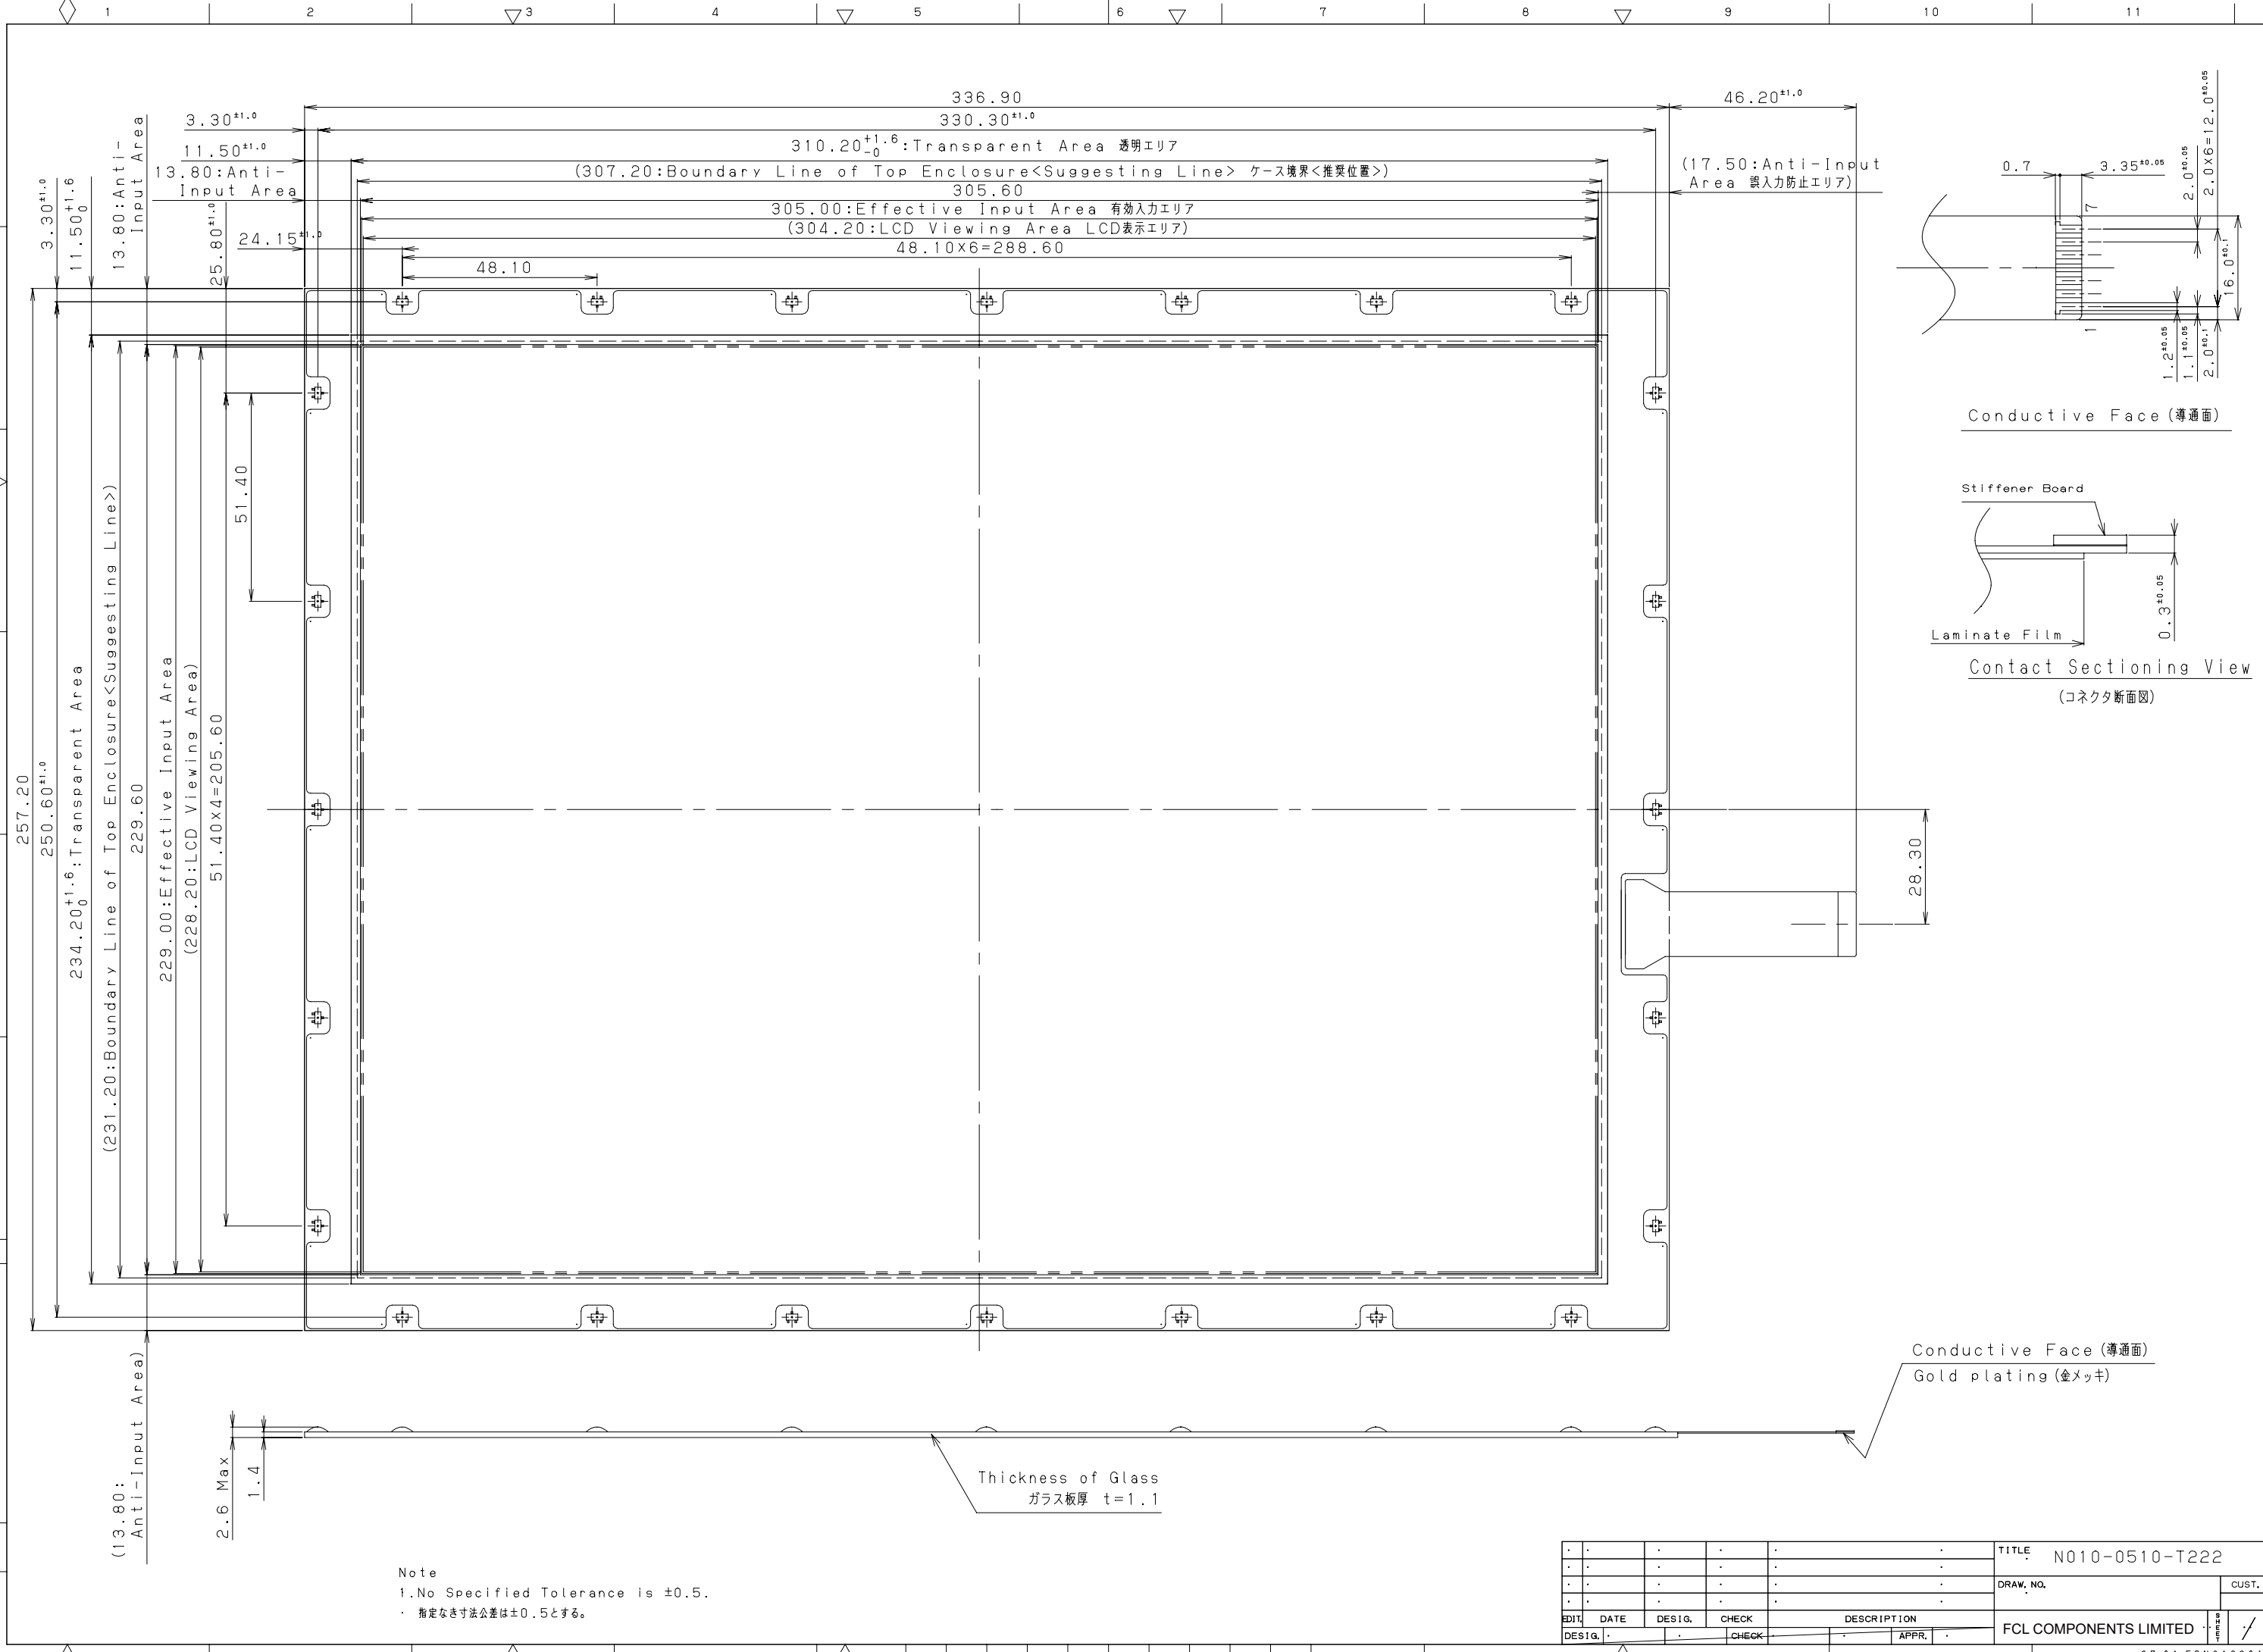 1 2 3 4 5 6 7 8 9 10 11
336.90
46.20±1.0
3.30±1.0
330.30±1.0
11.50±1.0
310.20+1.6-0:Transparent Area 透明エリア
13.80:Anti-
Input Area
(307.20:Boundary Line of Top Enclosure<Suggesting Line> ケース境界<推奨位置>)
(17.50:Anti-Input
Area 誤入力防止エリア)
305.60
305.00:Effective Input Area 有効入力エリア
(304.20:LCD Viewing Area LCD表示エリア)
24.15±1.0
48.10X6=288.60
48.10
3.30±1.0
11.50+1.6 0
13.80:Anti-
Input Area
25.80±1.0
257.20
250.60±1.0
234.20+1.6 0:Transparent Area
(231.20:Boundary Line of Top Enclosure<Suggesting Line>)
229.60
229.00:Effective Input Area
(228.20:LCD Viewing Area)
51.40X4=205.60
51.40
(13.80:
Anti-Input Area)
28.30
0.7
3.35±0.05
2.0±0.05
2.0X6=12.0±0.05
7
16.0±0.1
1
1.2±0.05
1.1±0.05
2.0±0.1
Conductive Face (導通面)
Stiffener Board
Laminate Film
0.3±0.05
Contact Sectioning View
(コネクタ断面図)
Conductive Face (導通面)
Gold plating (金メッキ)
2.6 Max
1.4
Thickness of Glass
ガラス板厚 t=1.1
Note
1.No Specified Tolerance is ±0.5.
・ 指定なき寸法公差は±0.5とする。
TITLE N010-0510-T222
DRAW. NO.
CUST.
EDIT. DATE DESIG. CHECK DESCRIPTION
DESIG. CHECK APPR.
FCL COMPONENTS LIMITED
SHEET
/